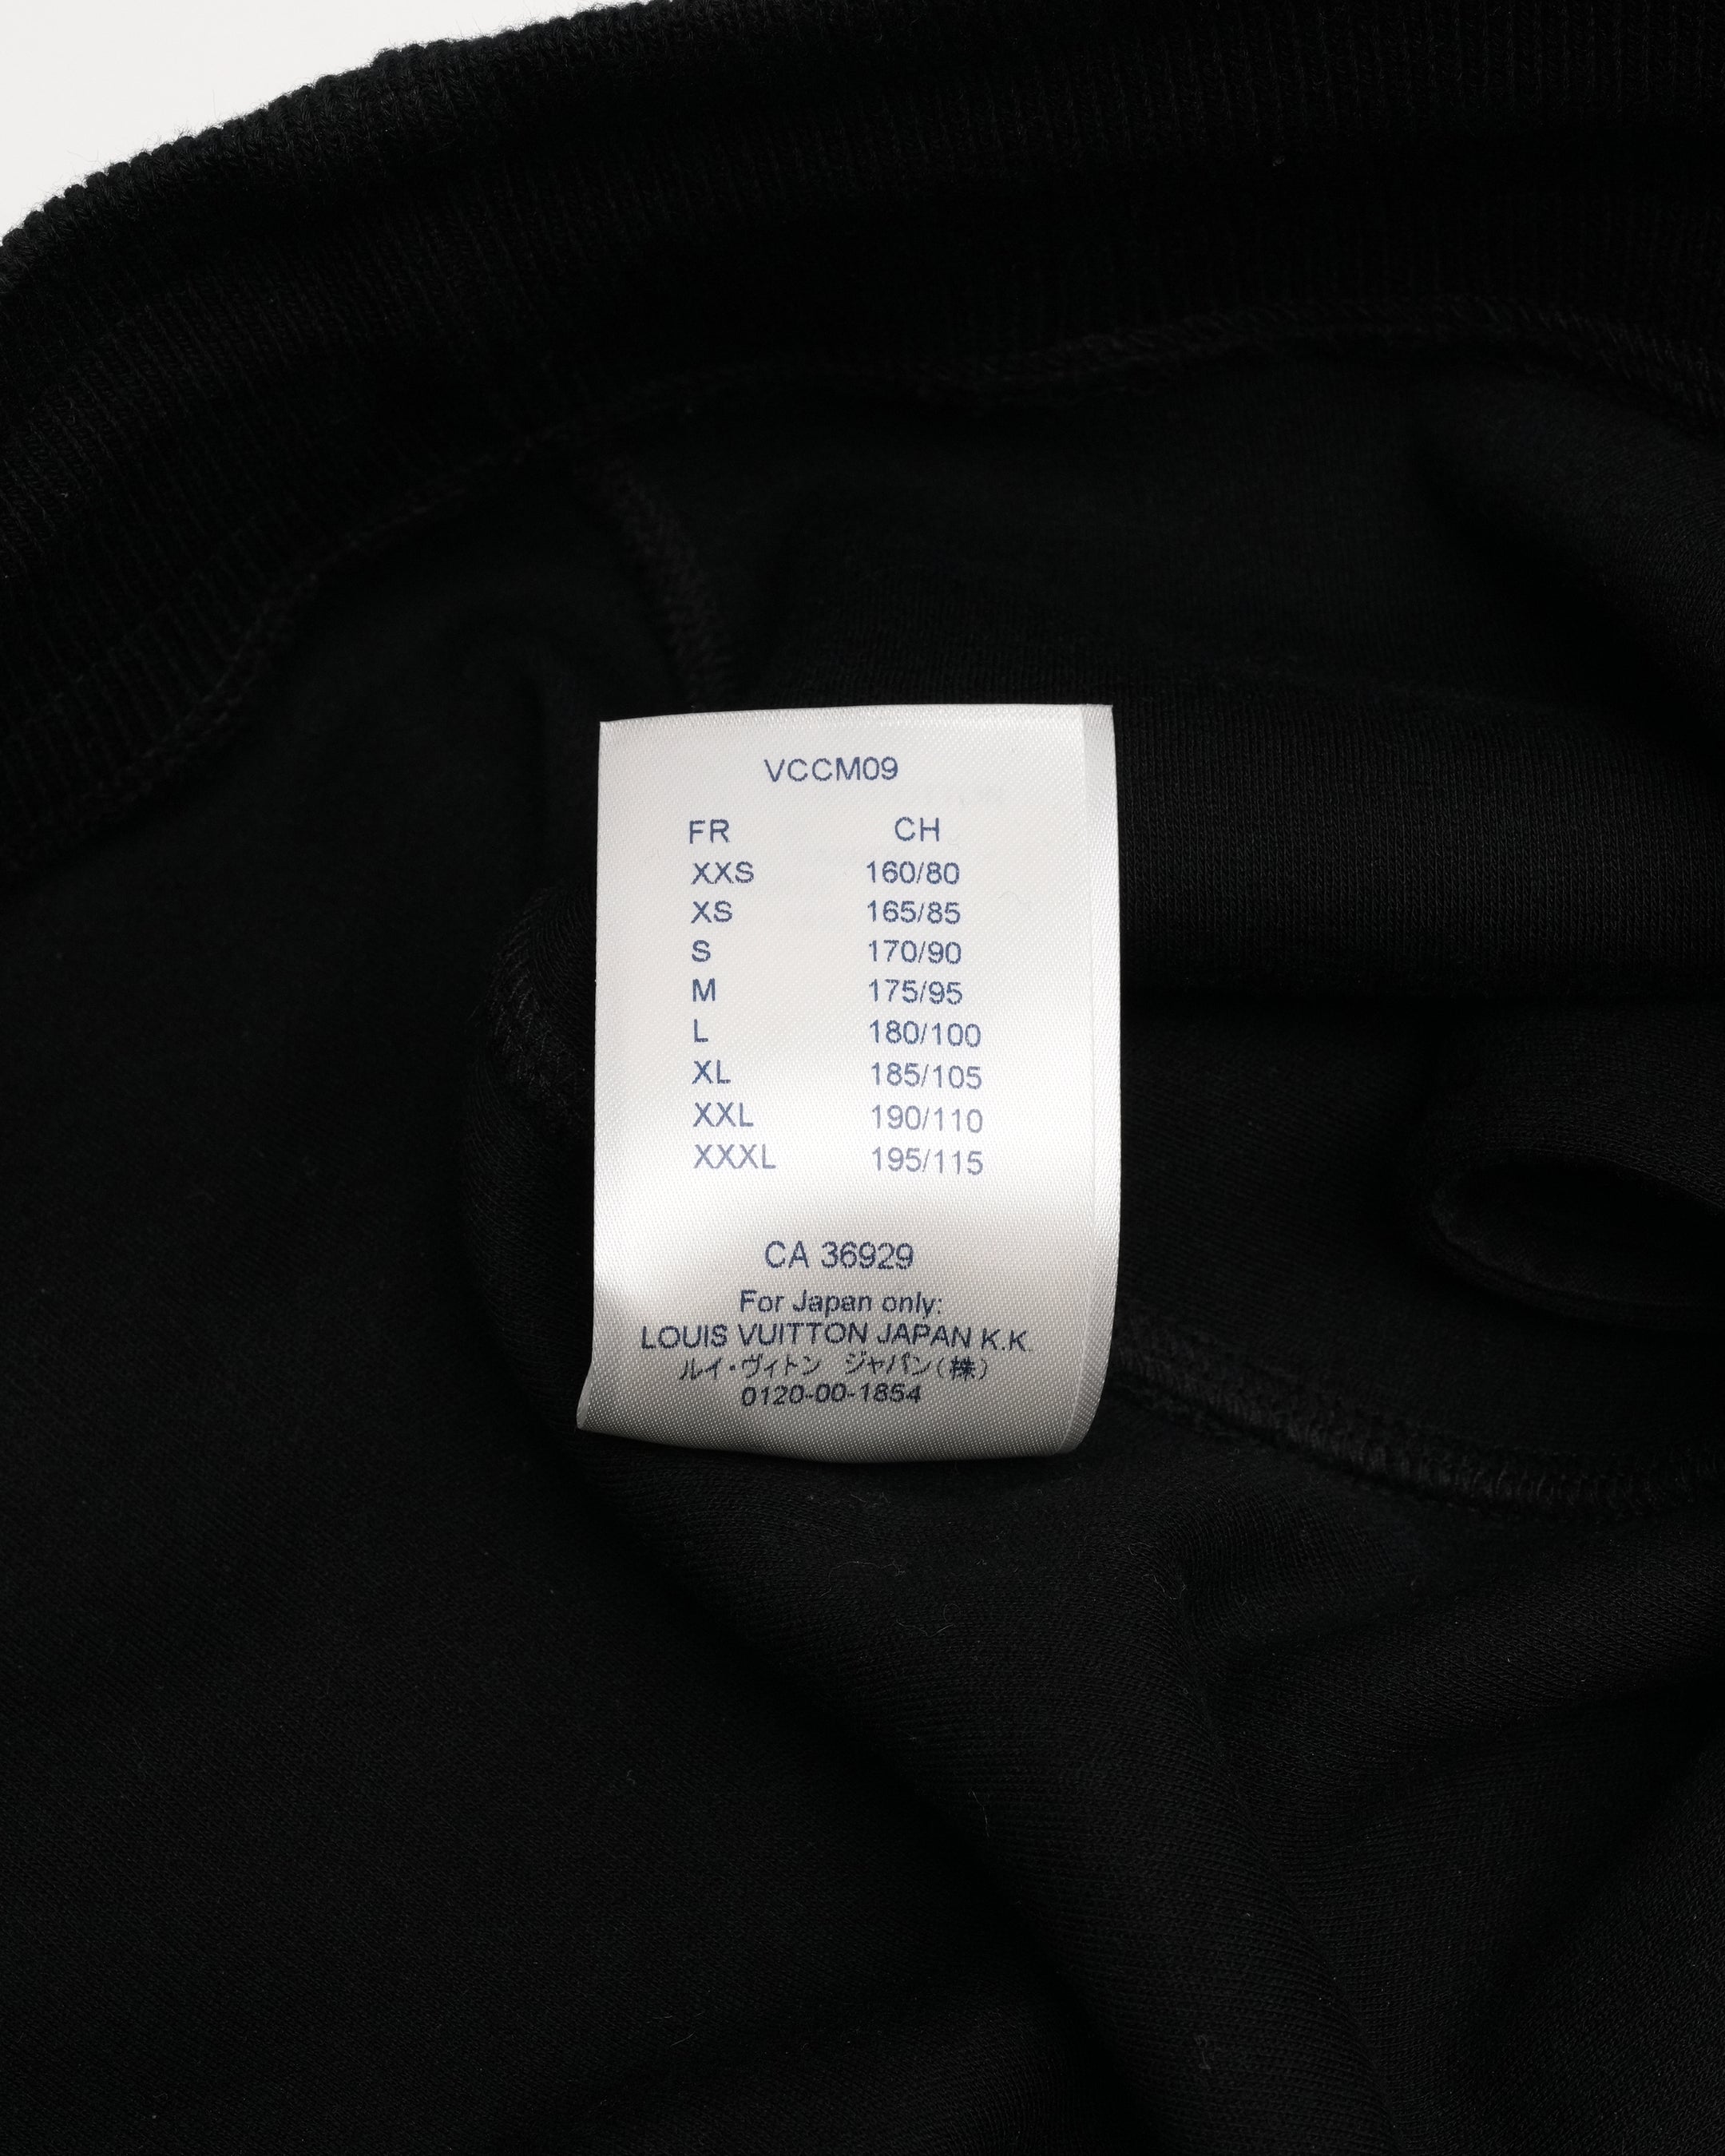 VCCM09
FR CH
XXS 160/80
XS 165/85
S 170/90
M 175/95
L 180/100
XL 185/105
XXL 190/110
XXXL 195/115
CA 36929
For Japan only:
LOUIS VUITTON JAPAN K.K.
ルイ・ヴィトン ジャパン(株)
0120-00-1854